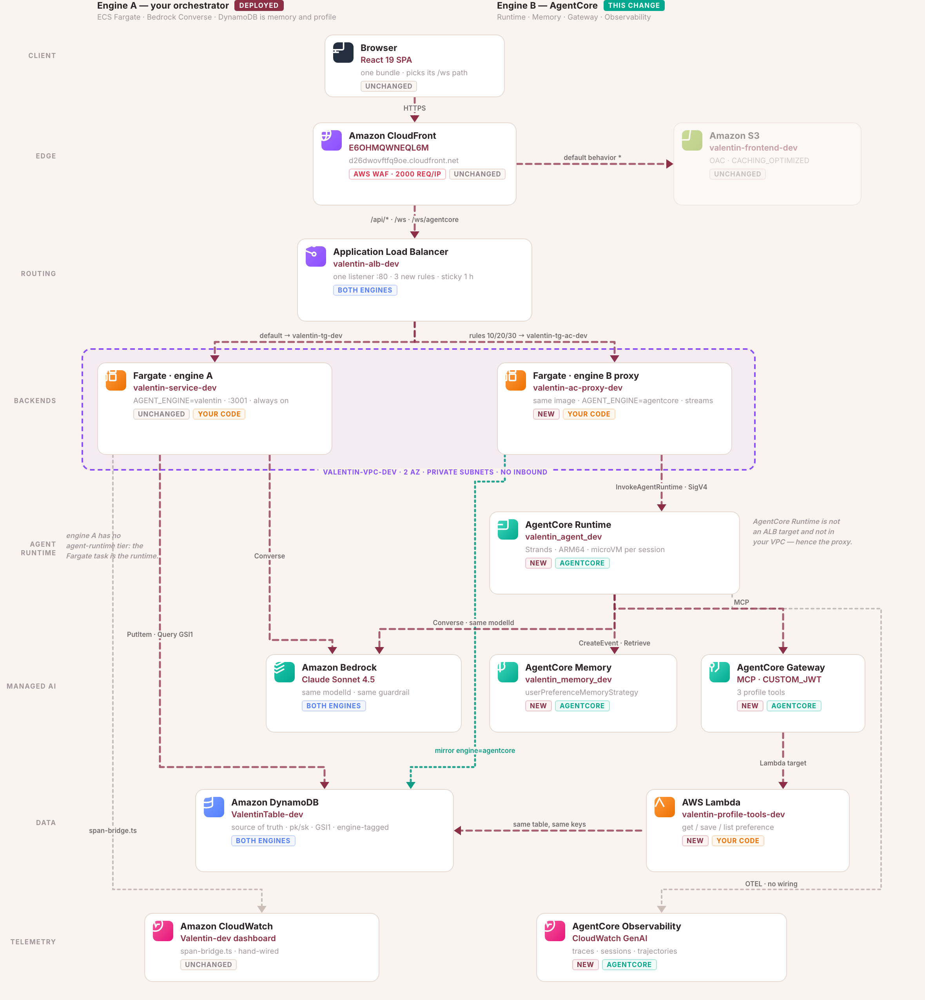 Engine A — your orchestrator DEPLOYED
ECS Fargate · Bedrock Converse · DynamoDB is memory and profile
Engine B — AgentCore THIS CHANGE
Runtime · Memory · Gateway · Observability
CLIENT
Browser
React 19 SPA
one bundle · picks its /ws path
UNCHANGED
HTTPS
EDGE
Amazon CloudFront
E6OHMQWNEQL6M
d26dwovftfq9oe.cloudfront.net
AWS WAF · 2000 REQ/IP UNCHANGED
default behavior *
Amazon S3
valentin-frontend-dev
OAC · CACHING_OPTIMIZED
UNCHANGED
/api/* · /ws · /ws/agentcore
ROUTING
Application Load Balancer
valentin-alb-dev
one listener :80 · 3 new rules · sticky 1 h
BOTH ENGINES
default → valentin-tg-dev
rules 10/20/30 → valentin-tg-ac-dev
BACKENDS
Fargate · engine A
valentin-service-dev
AGENT_ENGINE=valentin · :3001 · always on
UNCHANGED YOUR CODE
Fargate · engine B proxy
valentin-ac-proxy-dev
same image · AGENT_ENGINE=agentcore · streams
NEW YOUR CODE
VALENTIN-VPC-DEV · 2 AZ · PRIVATE SUBNETS · NO INBOUND
InvokeAgentRuntime · SigV4
AGENT
RUNTIME
engine A has no
agent-runtime tier: the
Fargate task is the runtime.
Converse
AgentCore Runtime
valentin_agent_dev
Strands · ARM64 · microVM per session
NEW AGENTCORE
AgentCore Runtime is not
an ALB target and not in
your VPC — hence the proxy.
MCP
Converse · same modelId
PutItem · Query GSI1
CreateEvent · Retrieve
MANAGED AI
Amazon Bedrock
Claude Sonnet 4.5
same modelId · same guardrail
BOTH ENGINES
AgentCore Memory
valentin_memory_dev
userPreferenceMemoryStrategy
NEW AGENTCORE
AgentCore Gateway
MCP · CUSTOM_JWT
3 profile tools
NEW AGENTCORE
mirror engine=agentcore
Lambda target
DATA
Amazon DynamoDB
ValentinTable-dev
source of truth · pk/sk · GSI1 · engine-tagged
BOTH ENGINES
same table, same keys
AWS Lambda
valentin-profile-tools-dev
get / save / list preference
NEW YOUR CODE
span-bridge.ts
OTEL · no wiring
TELEMETRY
Amazon CloudWatch
Valentin-dev dashboard
span-bridge.ts · hand-wired
UNCHANGED
AgentCore Observability
CloudWatch GenAI
traces · sessions · trajectories
NEW AGENTCORE